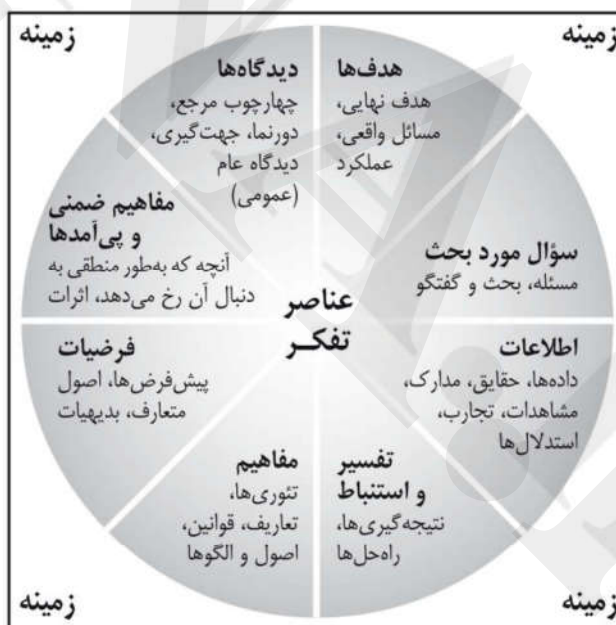 زمینه
زمینه
هدف‌ها
هدف نهایی،
مسائل واقعی،
عملکرد
سؤال مورد بحث
مسئله، بحث و گفتگو
اطلاعات
داده‌ها، حقایق، مدارک،
مشاهدات، تجارب،
استدلال‌ها
تفسیر
و استنباط
نتیجه‌گیری‌ها،
راه‌حل‌ها
مفاهیم
تئوری‌ها،
تعاریف، قوانین،
اصول و الگوها
فرضیات
پیش‌فرض‌ها، اصول
متعارف، بدیهیات
مفاهیم ضمنی
و پی‌آمدها
آنچه که به‌طور منطقی به
دنبال آن رخ می‌دهد، اثرات
دیدگاه‌ها
چهارچوب مرجع،
دورنما، جهت‌گیری،
دیدگاه عام
(عمومی)
عناصر
تفکـر
زمینه
زمینه